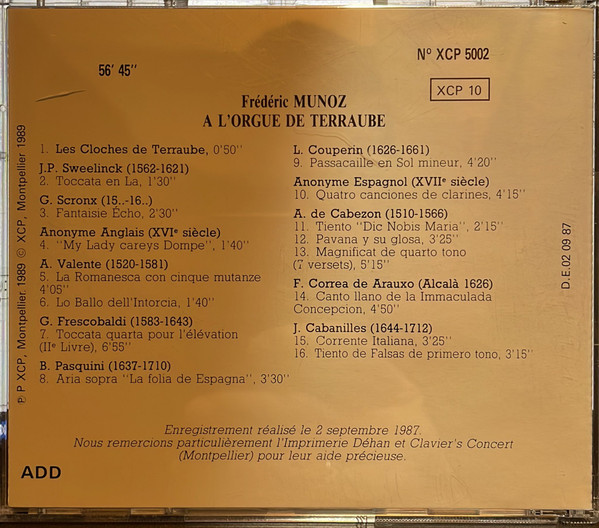 56' 45''
N° XCP 5002
XCP 10
Frédéric MUNOZ
A L'ORGUE DE TERRAUBE
1. Les Cloches de Terraube, 0'50''
J.P. Sweelinck (1562-1621)
2. Toccata en La, 1'30''
G. Scronx (15..-16..)
3. Fantaisie Écho, 2'30''
Anonyme Anglais (XVIe siècle)
4. ''My Lady careys Dompe'', 1'40''
A. Valente (1520-1581)
5. La Romanesca con cinque mutanze
4'05''
6. Lo Ballo dell'Intorcia, 1'40''
G. Frescobaldi (1583-1643)
7. Toccata quarta per l'élévation
(IIe Livre), 6'55''
B. Pasquini (1637-1710)
8. Aria sopra ''La folia de Espagna'', 3'30''
L. Couperin (1626-1661)
9. Passacaille en Sol mineur, 4'20''
Anonyme Espagnol (XVIIe siècle)
10. Quatro canciones de clarines, 4'15''
A. de Cabezon (1510-1566)
11. Tiento ''Dic Nobis Maria'', 2'15''
12. Pavana y su glosa, 3'25''
13. Magnificat de quarto tono
(7 versets), 5'15''
F. Correa de Arauxo (Alcalà 1626)
14. Canto llano de la Immaculada
Concepcion, 4'50''
J. Cabanilles (1644-1712)
15. Corrente Italiana, 3'25''
16. Tiento de Falsas de primero tono, 3'15''
Enregistrement réalisé le 2 septembre 1987.
Nous remercions particulièrement l'Imprimerie Déhan et Clavier's Concert
(Montpellier) pour leur aide précieuse.
ADD
P. P XCP, Montpellier 1989 © XCP, Montpellier 1989
D.E. 02 09 87